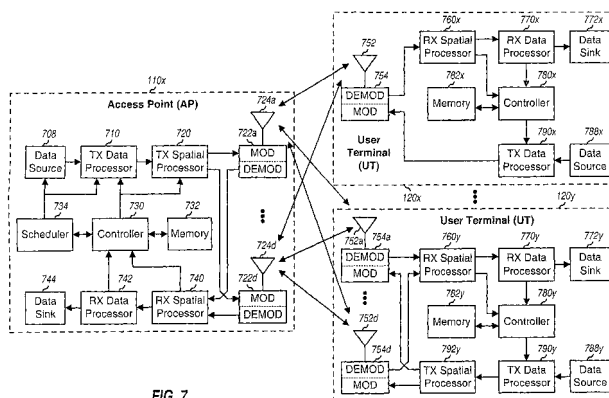 110x
Access Point (AP)
708
Data
Source
710
TX Data
Processor
720
TX Spatial
Processor
724a
722a
MOD
DEMOD
734
Scheduler
730
Controller
732
Memory
744
Data
Sink
742
RX Data
Processor
740
RX Spatial
Processor
724d
722d
MOD
DEMOD
752
754
DEMOD
MOD
User
Terminal
(UT)
760x
RX Spatial
Processor
770x
RX Data
Processor
772x
Data
Sink
782x
Memory
780x
Controller
790x
TX Data
Processor
788x
Data
Source
120x
120y
User Terminal (UT)
752a
754a
DEMOD
MOD
760y
RX Spatial
Processor
770y
RX Data
Processor
772y
Data
Sink
782y
Memory
780y
Controller
752d
754d
DEMOD
MOD
792y
TX Spatial
Processor
790y
TX Data
Processor
788y
Data
Source
FIG. 7